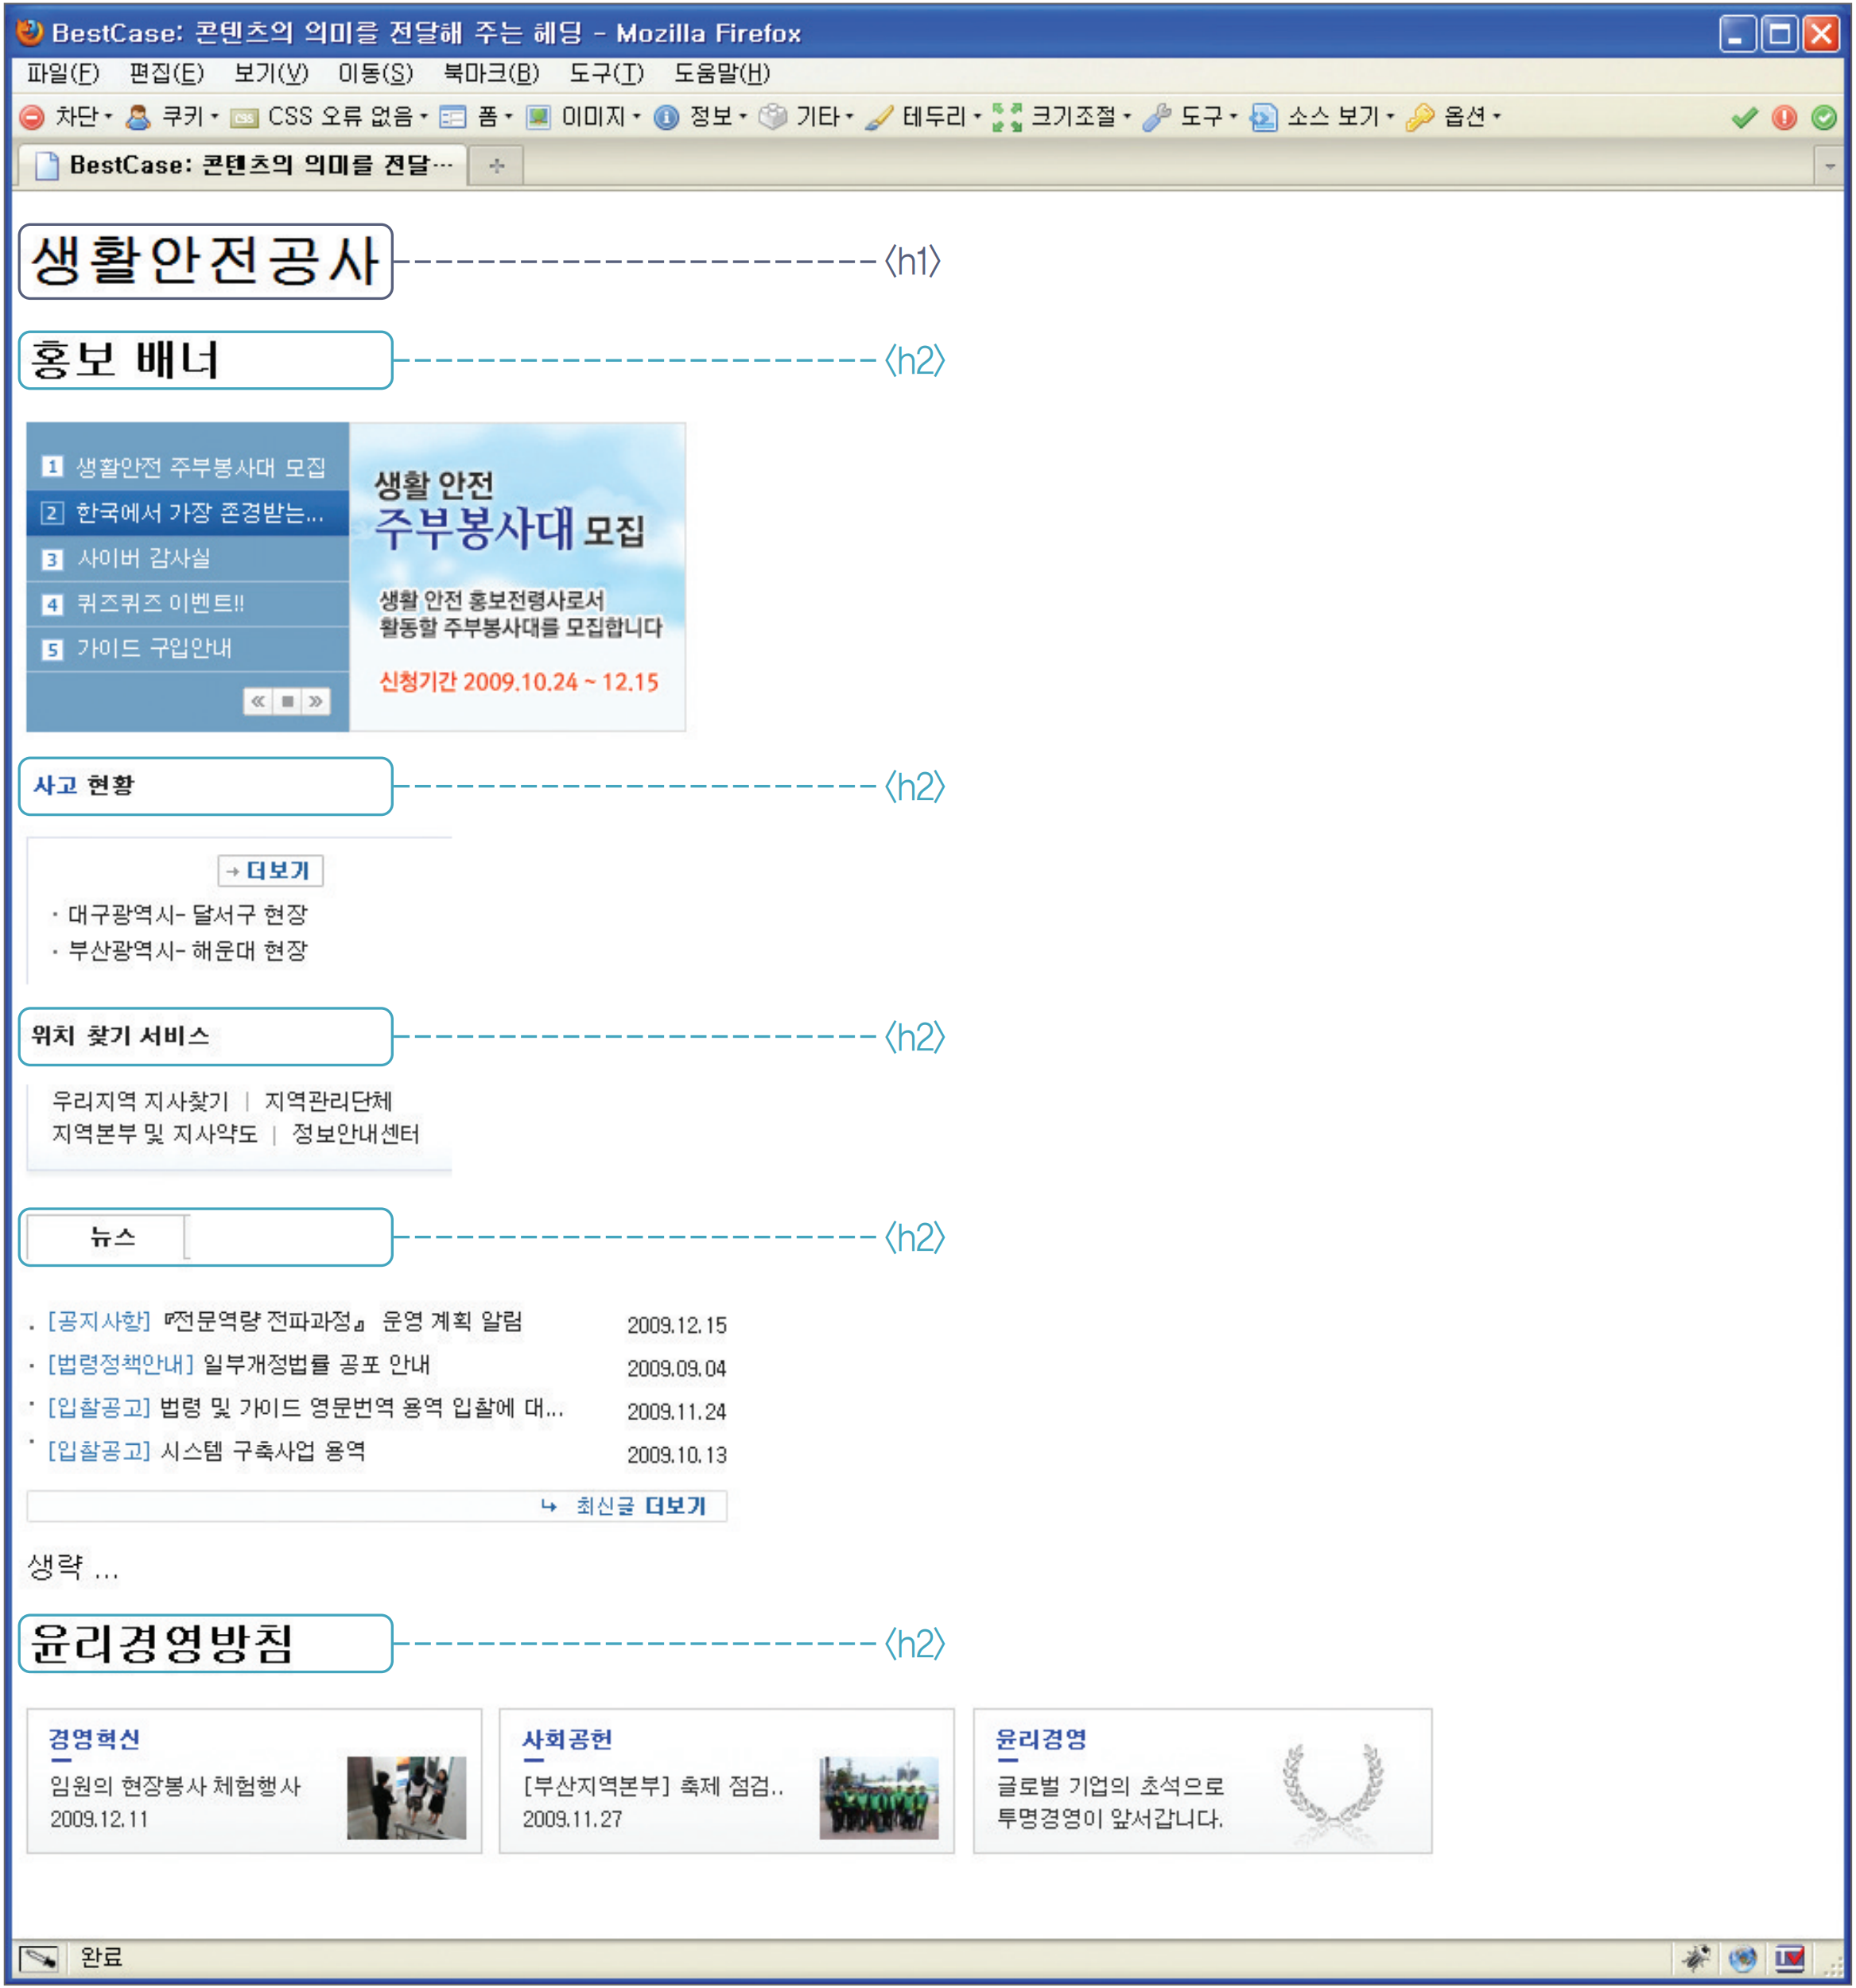 BestCase: 콘텐츠의 의미를 전달해 주는 헤딩 - Mozilla Firefox
파일(F) 편집(E) 보기(V) 이동(S) 북마크(B) 도구(T) 도움말(H)
차단 쿠키 CSS CSS 오류 없음 폼 이미지 정보 기타 테두리 크기조절 도구 소스 보기 옵션
BestCase: 콘텐츠의 의미를 전달…
생활안전공사 <h1>
홍보 배너 <h2>
1 생활안전 주부봉사대 모집
2 한국에서 가장 존경받는...
3 사이버 감사실
4 퀴즈퀴즈 이벤트!!
5 가이드 구입안내
생활 안전
주부봉사대 모집
생활 안전 홍보전령사로서
활동할 주부봉사대를 모집합니다
신청기간 2009.10.24 ~ 12.15
사고 현황 <h2>
→ 더보기
· 대구광역시- 달서구 현장
· 부산광역시- 해운대 현장
위치 찾기 서비스 <h2>
우리지역 지사찾기 | 지역관리단체
지역본부 및 지사약도 | 정보안내센터
뉴스 <h2>
· [공지사항] 『전문역량 전파과정』 운영 계획 알림 2009.12.15
· [법령정책안내] 일부개정법률 공포 안내 2009.09.04
· [입찰공고] 법령 및 가이드 영문번역 용역 입찰에 대... 2009.11.24
· [입찰공고] 시스템 구축사업 용역 2009.10.13
↳ 최신글 더보기
생략 ...
윤리경영방침 <h2>
경영혁신
임원의 현장봉사 체험행사
2009.12.11
사회공헌
[부산지역본부] 축제 점검..
2009.11.27
윤리경영
글로벌 기업의 초석으로
투명경영이 앞서갑니다.
완료